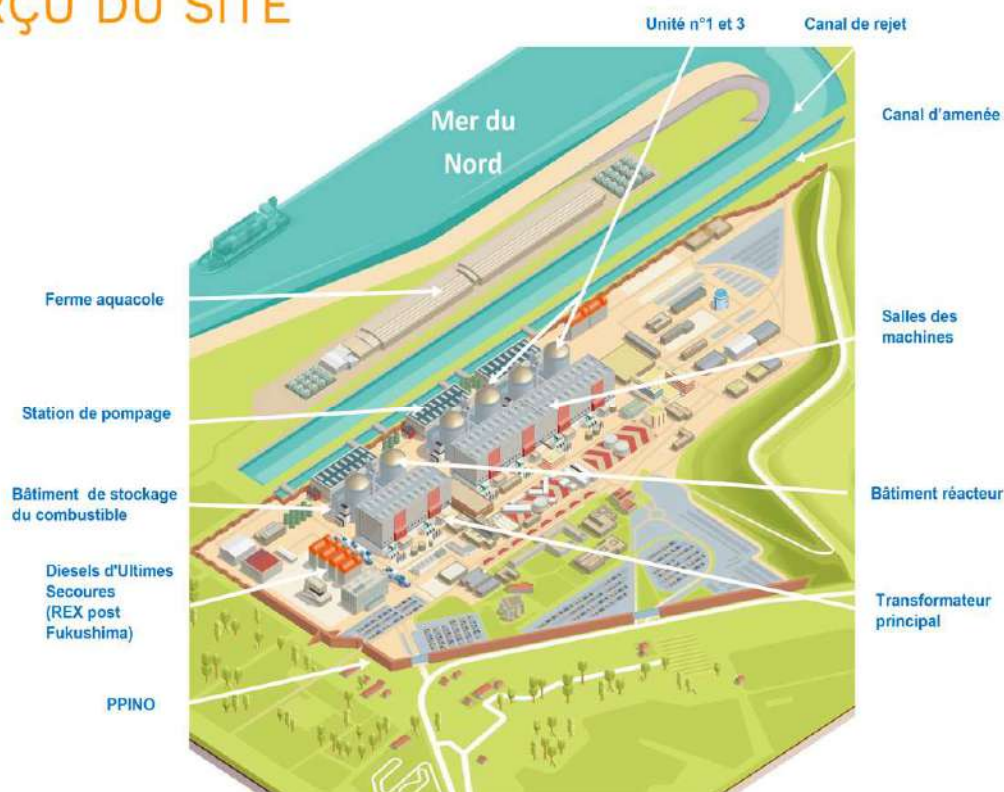 RÇU DU SITE
Unité n°1 et 3
Canal de rejet
Canal d'amenée
Mer du
Nord
Ferme aquacole
Salles des
machines
Station de pompage
Bâtiment de stockage
du combustible
Bâtiment réacteur
Diesels d'Ultimes
Secoures
(REX post
Fukushima)
Transformateur
principal
PPINO